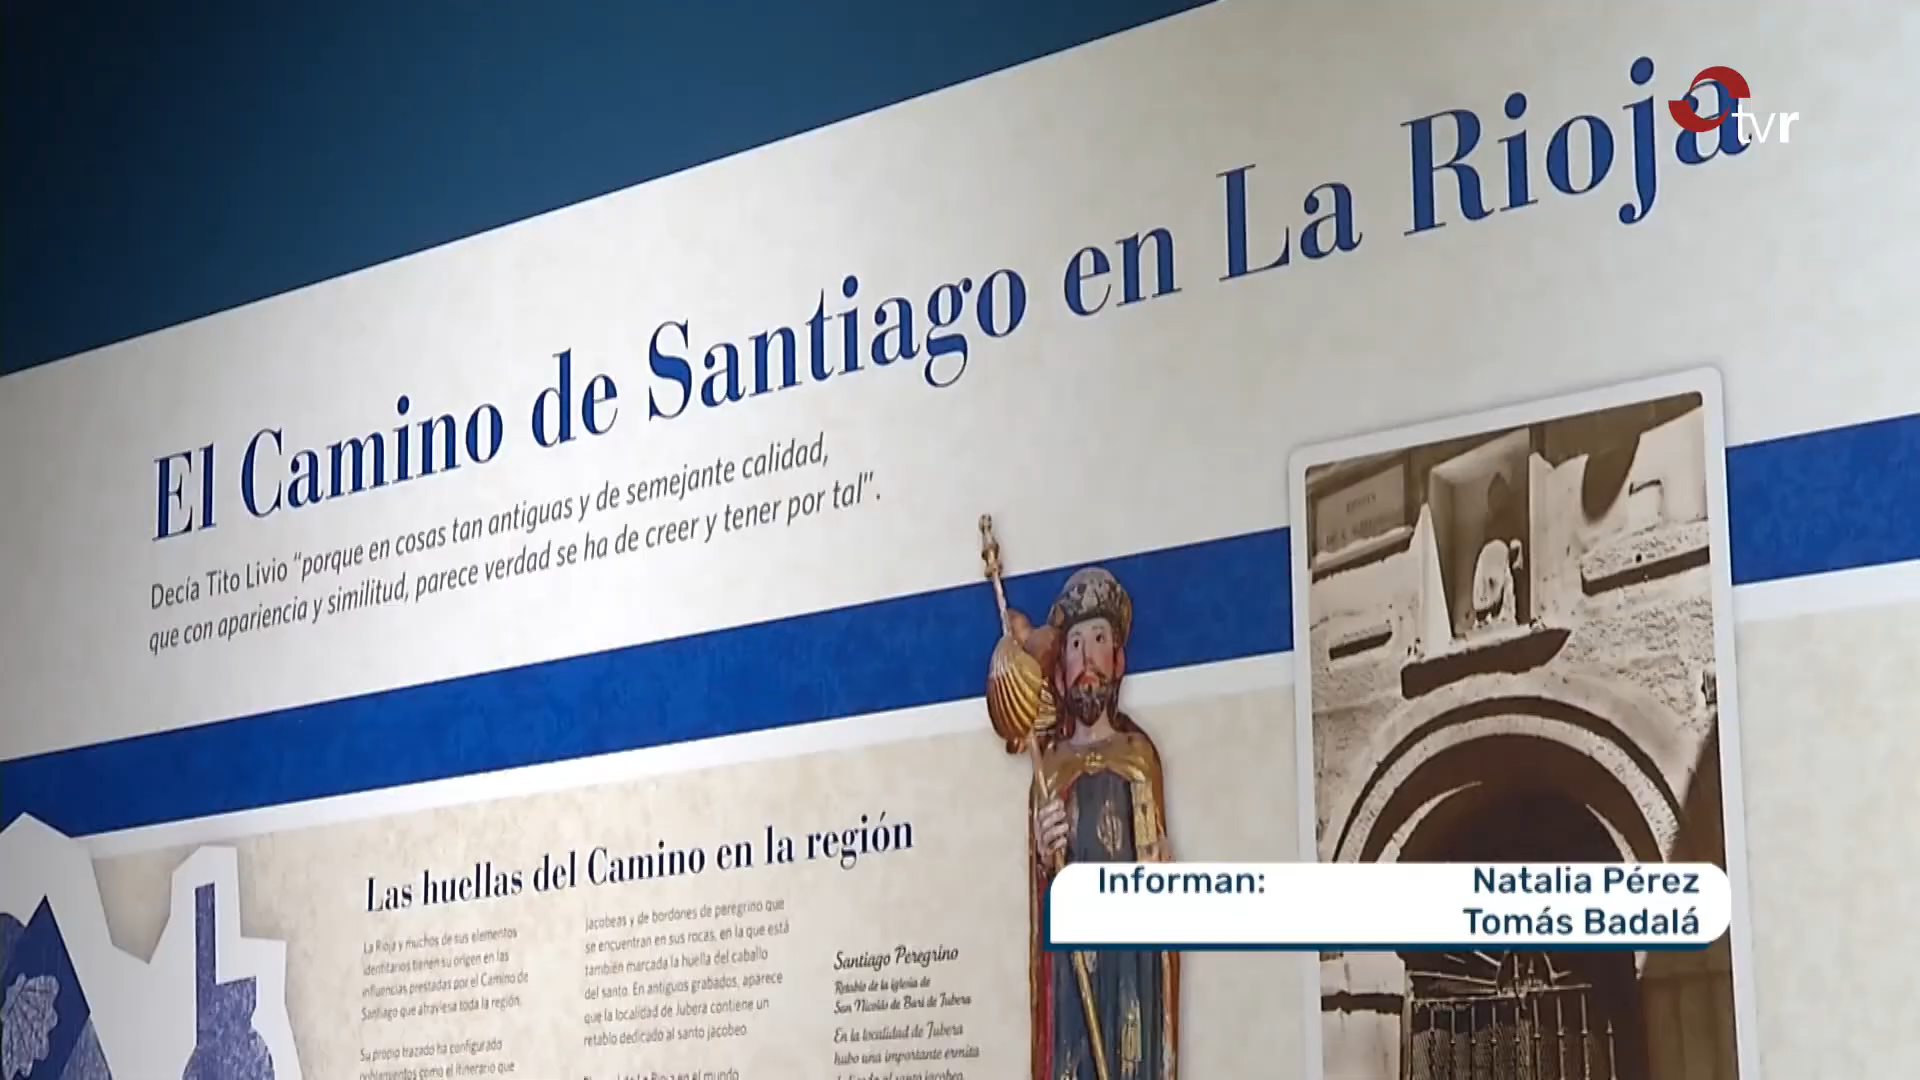 tvr
El Camino de Santiago en La Rioja
Decía Tito Livio “porque en cosas tan antiguas y de semejante calidad,
que con apariencia y similitud, parece verdad se ha de creer y tener por tal”.
Las huellas del Camino en la región
La Rioja y muchos de sus elementos
identitarios tienen su origen en las
influencias prestadas por el Camino de
Santiago que atraviesa toda la región.
Su propio trazado ha configurado
poblamientos como el itinerario que
jacobeas y de bordones de peregrino que
se encuentran en sus rocas, en la que está
también marcada la huella del caballo
del santo. En antiguos grabados, aparece
que la localidad de Jubera contiene un
retablo dedicado al santo jacobeo.
Santiago Peregrino
Retablo de la iglesia de
San Nicolás de Bari de Jubera
En la localidad de Jubera
hubo una importante ermita
Informan:
Natalia Pérez
Tomás Badalá